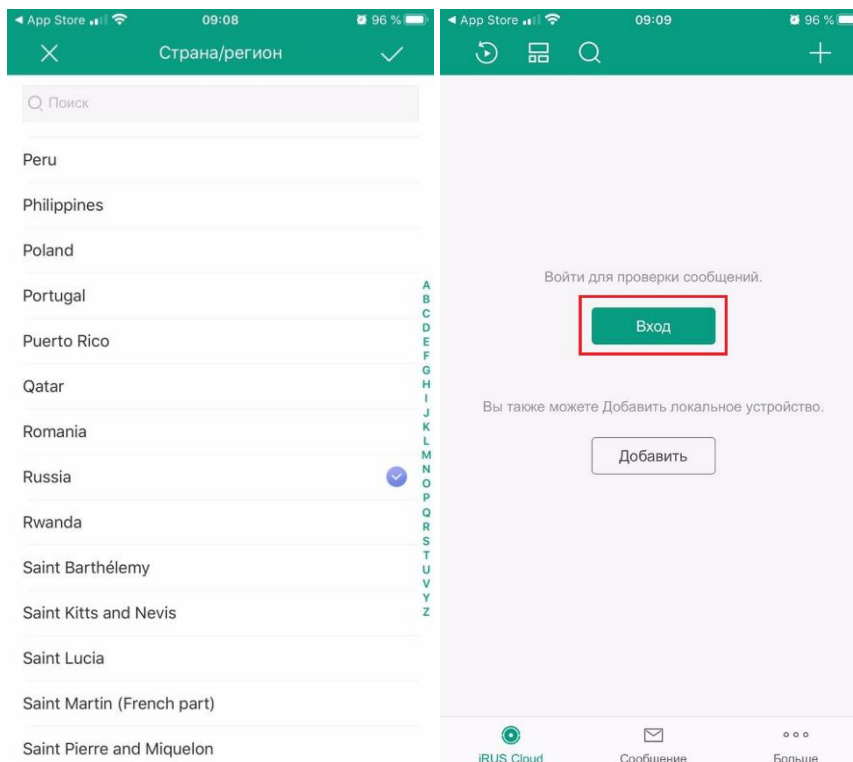 App Store
09:08
96 %
Страна/регион
Поиск
Peru
Philippines
Poland
Portugal
Puerto Rico
Qatar
Romania
Russia
Rwanda
Saint Barthélemy
Saint Kitts and Nevis
Saint Lucia
Saint Martin (French part)
Saint Pierre and Miquelon
A
B
C
D
E
F
G
H
I
J
K
L
M
N
O
P
Q
R
S
T
U
V
Y
Z
App Store
09:09
96 %
Войти для проверки сообщений.
Вход
Вы также можете Добавить локальное устройство.
Добавить
iRUS Cloud
Сообщение
Больше